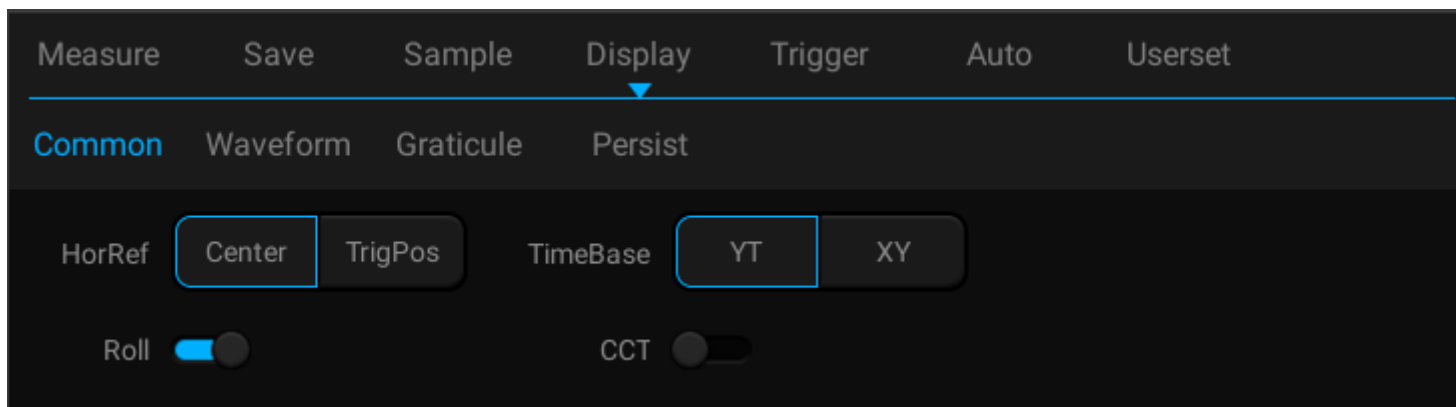 Measure Save Sample Display Trigger Auto Userset
Common Waveform Graticule Persist
HorRef Center TrigPos TimeBase YT XY
Roll CCT